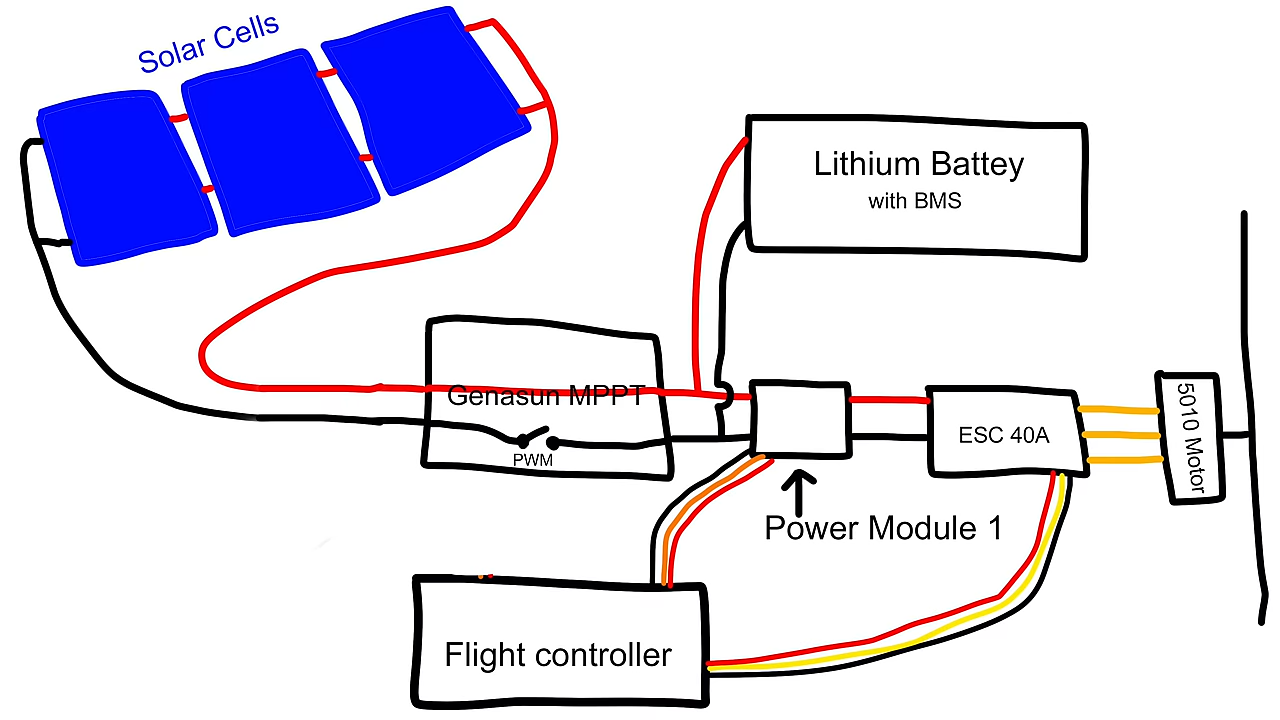 Solar Cells
Lithium Battey
with BMS
Genasun MPPT
PWM
ESC 40A
5010 Motor
Power Module 1
Flight controller